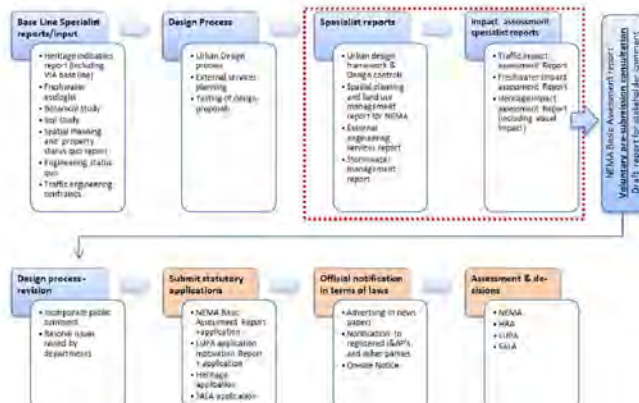 Base Line Specialist
reports/input
• Heritage indicators
report (including
VIA base line)
• Freshwater
ecologist
• Botanical Study
• Soil Study
• Spatial Planning
and property
status quo report
• Engineering status
quo
• Traffic engineering
Design Process
• Urban Design
process
• External services
planning
• Testing of design
proposals
Specialist reports
• Urban design
framework &
Design controls
• Spatial planning
and land use
management
report for NEMA
• External
engineering
services report
• Stormwater
management
report
Impact assessment
specialist reports
• Traffic impact
assessment Report
• Freshwater impact
assessment Report
• Heritage impact
assessment Report
(including visual
impact)
NEMA Basic Assessment report
Voluntary pre-submission consultation
Draft report for stakeholder comment
Design process -
revision
• Incorporate public
comment
• Resolve issues
raised by
departments
Submit statutory
applications
• NEMA Basic
Assessment Report
+application
• LUPA application
motivation Report
+ application
• Heritage
application
• SALA application
Official notification
in terms of laws
• Advertising in news
papers
• Notification to
registered I&AP's
and other parties
• Onsite Notice
Assessment & de-
cisions
• NEMA
• HRA
• LUPA
• SALA